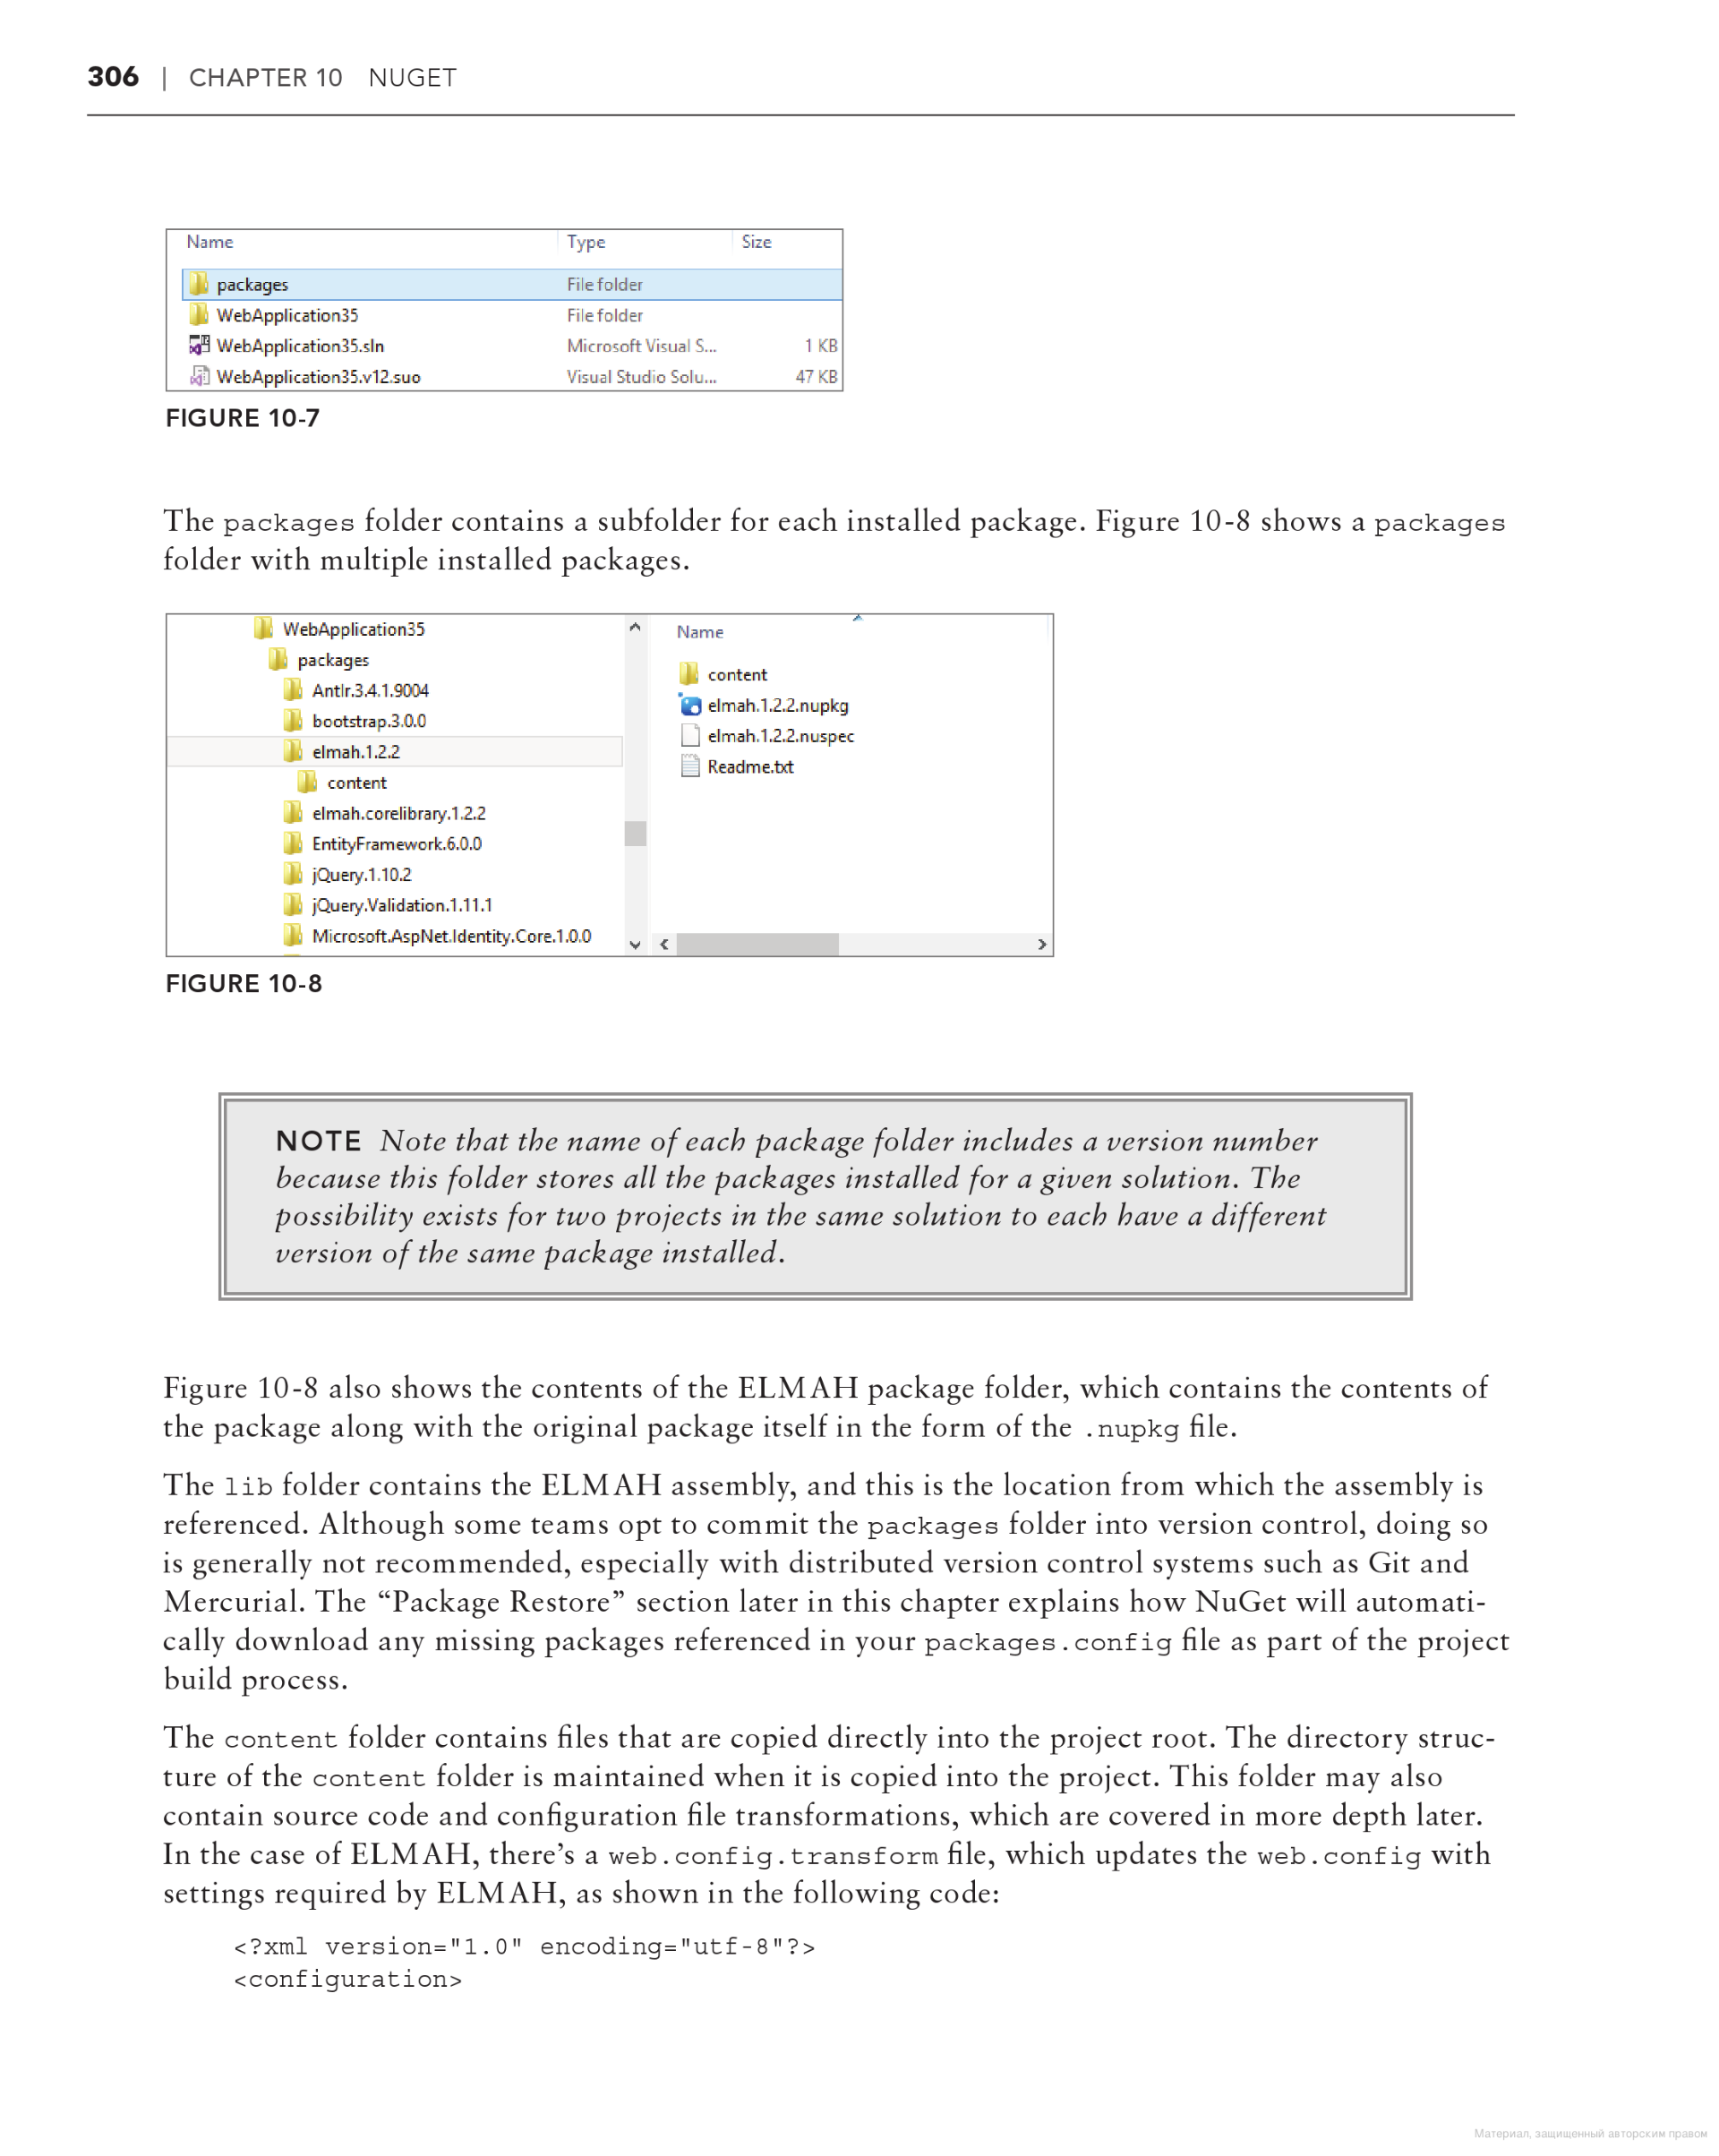 306 | CHAPTER 10 NUGET
Name Type Size
packages File folder
WebApplication35 File folder
WebApplication35.sln Microsoft Visual S... 1 KB
WebApplication35.v12.suo Visual Studio Solu... 47 KB
FIGURE 10-7
The packages folder contains a subfolder for each installed package. Figure 10-8 shows a packages
folder with multiple installed packages.
WebApplication35
packages
Antlr.3.4.1.9004
bootstrap.3.0.0
elmah.1.2.2
content
elmah.corelibrary.1.2.2
EntityFramework.6.0.0
jQuery.1.10.2
jQuery.Validation.1.11.1
Microsoft.AspNet.Identity.Core.1.0.0
Name
content
elmah.1.2.2.nupkg
elmah.1.2.2.nuspec
Readme.txt
FIGURE 10-8
NOTE Note that the name of each package folder includes a version number
because this folder stores all the packages installed for a given solution. The
possibility exists for two projects in the same solution to each have a different
version of the same package installed.
Figure 10-8 also shows the contents of the ELMAH package folder, which contains the contents of
the package along with the original package itself in the form of the .nupkg file.
The lib folder contains the ELMAH assembly, and this is the location from which the assembly is
referenced. Although some teams opt to commit the packages folder into version control, doing so
is generally not recommended, especially with distributed version control systems such as Git and
Mercurial. The “Package Restore” section later in this chapter explains how NuGet will automati-
cally download any missing packages referenced in your packages.config file as part of the project
build process.
The content folder contains files that are copied directly into the project root. The directory struc-
ture of the content folder is maintained when it is copied into the project. This folder may also
contain source code and configuration file transformations, which are covered in more depth later.
In the case of ELMAH, there’s a web.config.transform file, which updates the web.config with
settings required by ELMAH, as shown in the following code:
<?xml version="1.0" encoding="utf-8"?>
<configuration>
Материал, защищенный авторским правом